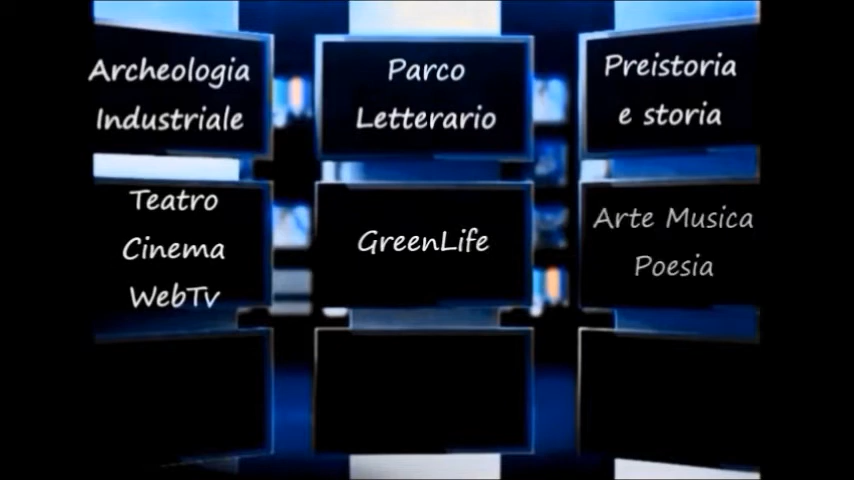 Archeologia
Industriale
Parco
Letterario
Preistoria
e storia
Teatro
Cinema
WebTv
GreenLife
Arte Musica
Poesia